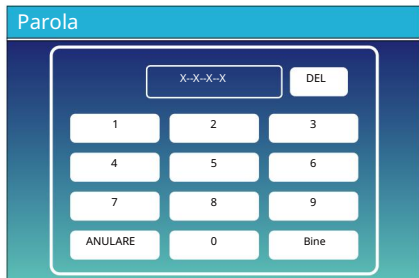 Parola
X--X--X--X DEL
1 2 3
4 5 6
7 8 9
ANULARE 0 Bine